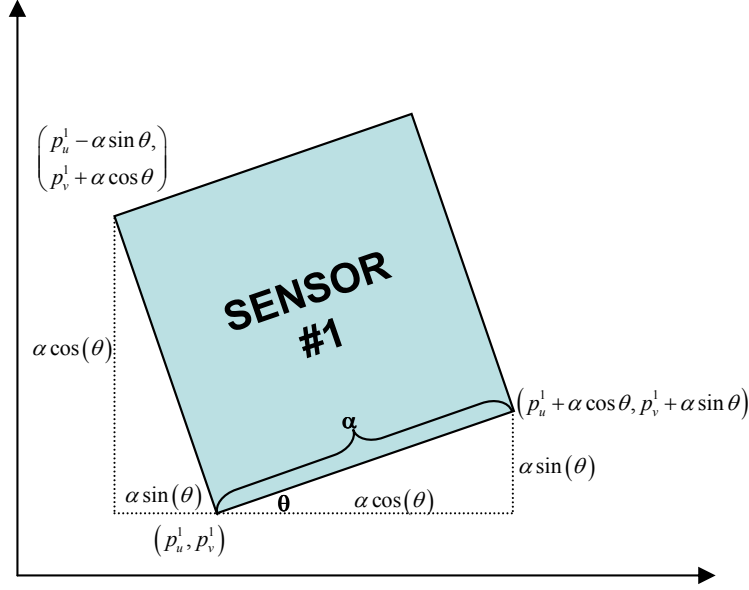 (p_u^1 − α sin θ,
p_v^1 + α cos θ)
SENSOR
#1
α cos(θ)
(p_u^1 + α cos θ, p_v^1 + α sin θ)
α
α sin(θ)
α sin(θ)
θ
α cos(θ)
(p_u^1, p_v^1)